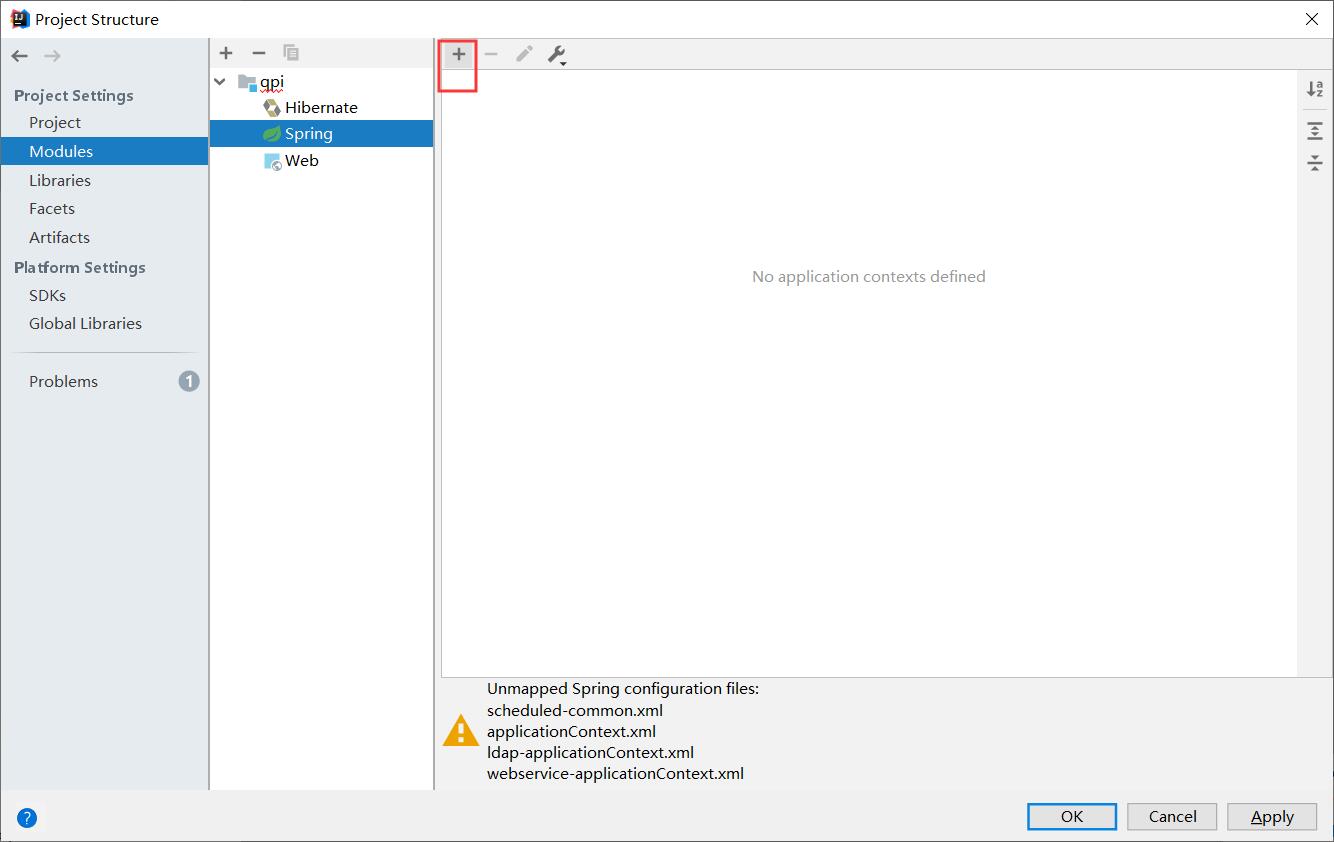 Project Structure
Project Settings
Project
Modules
Libraries
Facets
Artifacts
Platform Settings
SDKs
Global Libraries
Problems
1
qpi
Hibernate
Spring
Web
No application contexts defined
Unmapped Spring configuration files:
scheduled-common.xml
applicationContext.xml
ldap-applicationContext.xml
webservice-applicationContext.xml
?
OK
Cancel
Apply